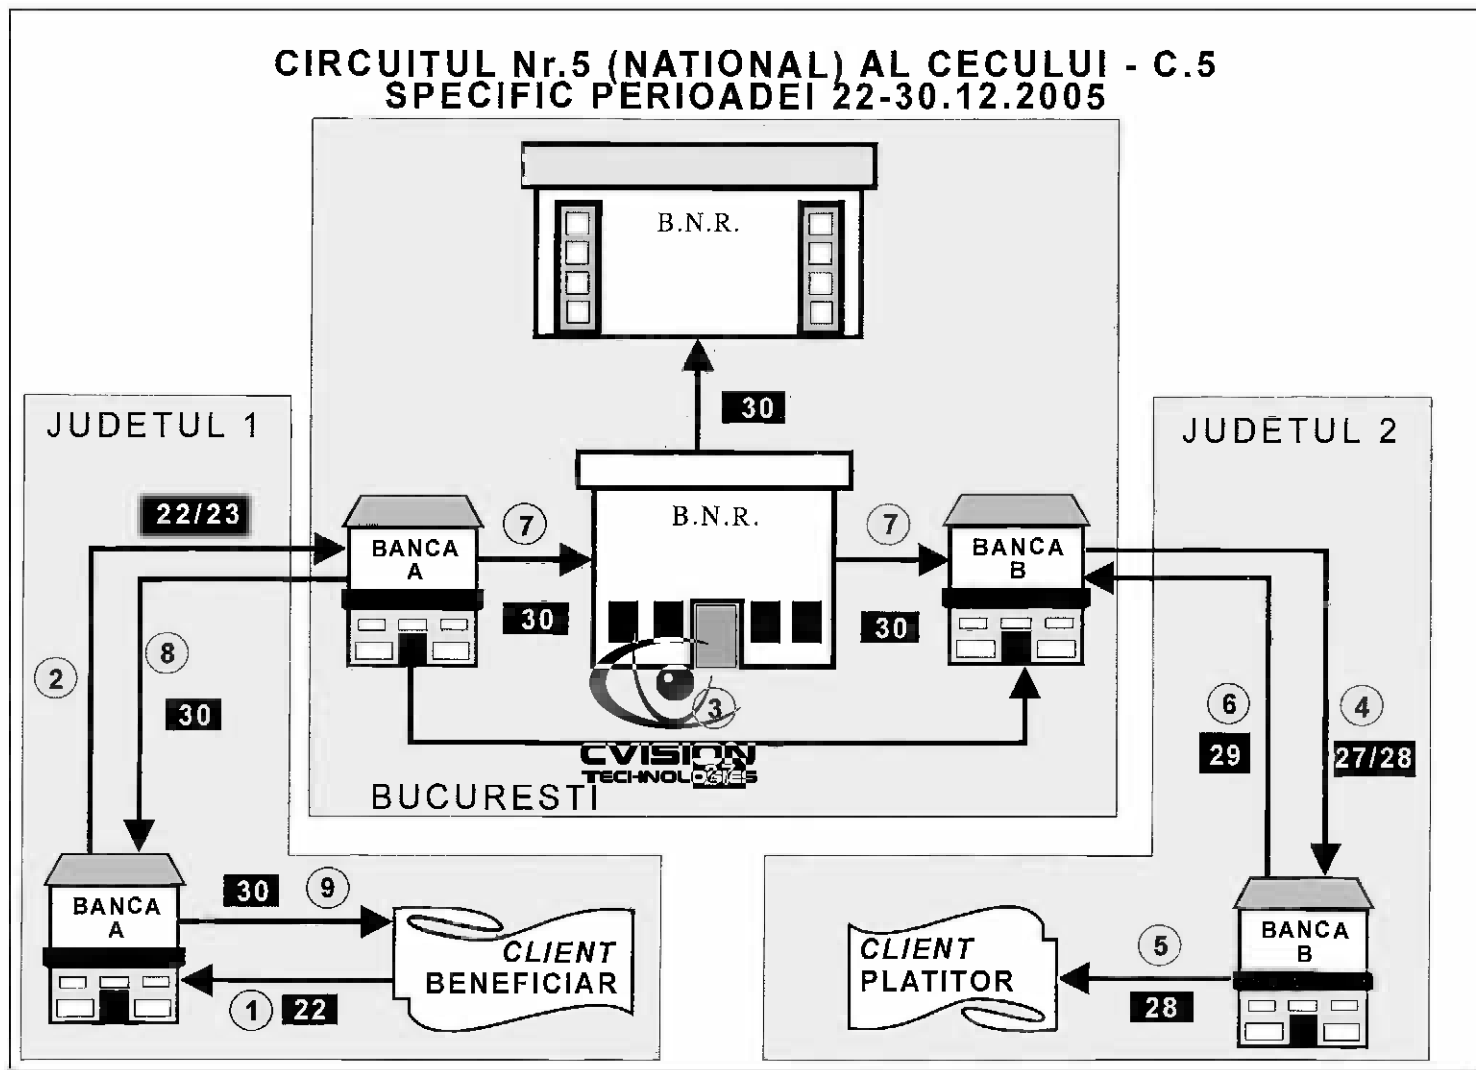 CIRCUITUL Nr.5 (NATIONAL) AL CECULUI - C.5
SPECIFIC PERIOADEI 22-30.12.2005
B.N.R.
30
JUDETUL 1
JUDETUL 2
22/23
BANCA
A
7
B.N.R.
7
BANCA
B
30
30
2
8
30
3
6
4
29
27/28
CVISION
TECHNOLOGIES
BUCURESTI
BANCA
A
30
9
CLIENT
BENEFICIAR
1
22
CLIENT
PLATITOR
5
28
BANCA
B